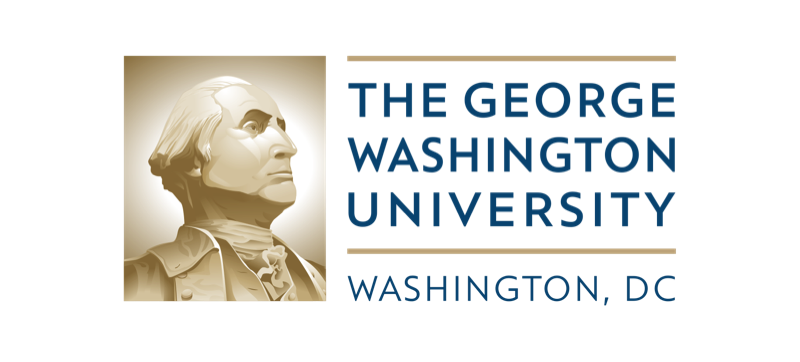 THE GEORGE
WASHINGTON
UNIVERSITY
WASHINGTON, DC